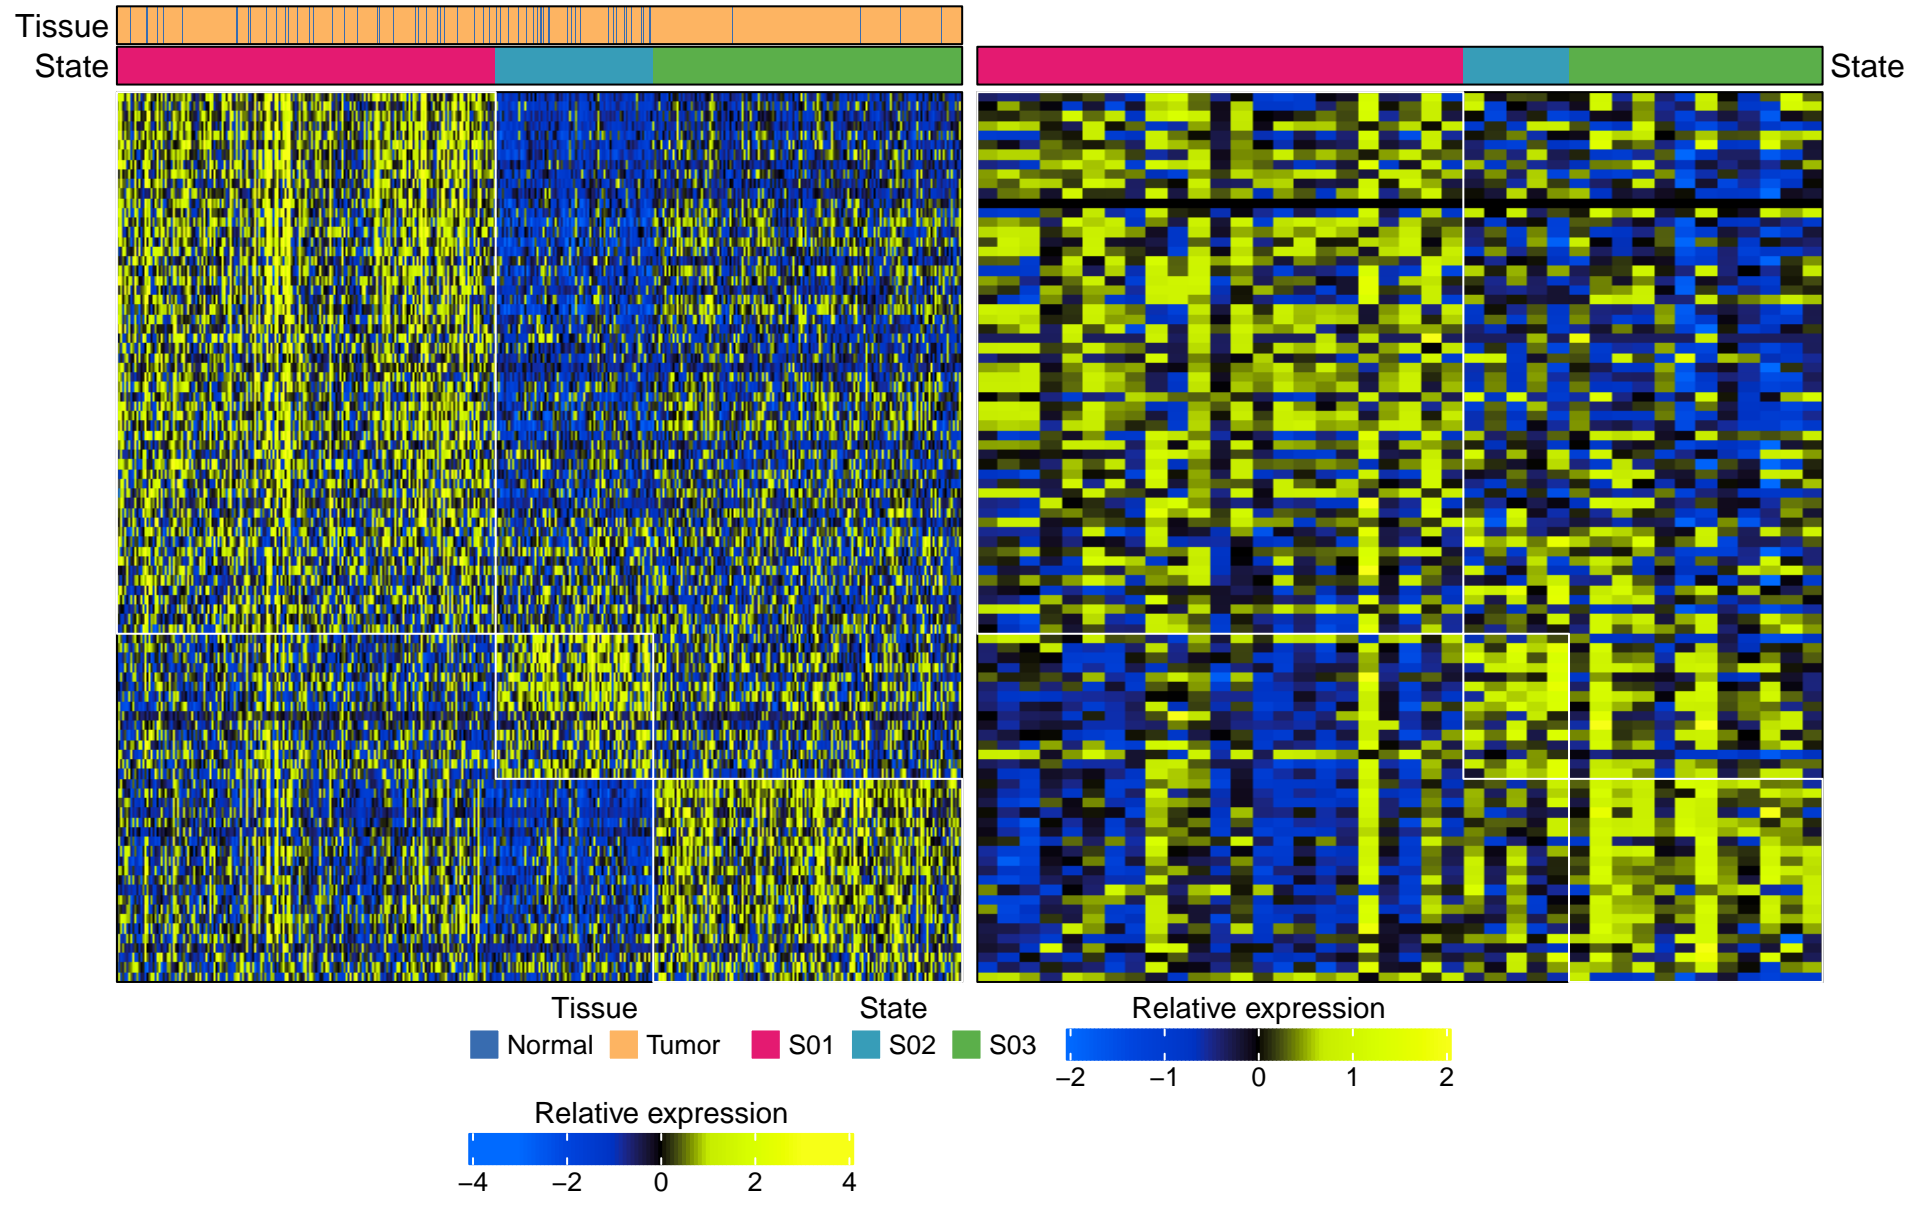 Tissue
State
State
Tissue State Relative expression
Normal Tumor S01 S02 S03
−2 −1 0 1 2
Relative expression
−4 −2 0 2 4